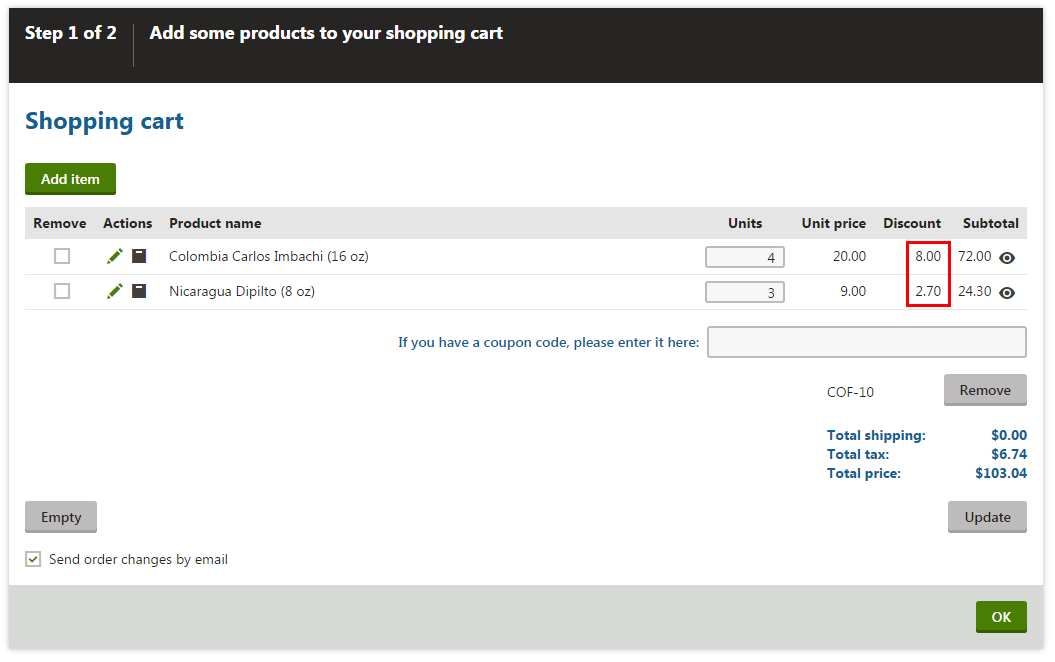 Step 1 of 2 Add some products to your shopping cart
Shopping cart
Add item
Remove Actions Product name Units Unit price Discount Subtotal
Colombia Carlos Imbachi (16 oz) 4 20.00 8.00 72.00
Nicaragua Dipilto (8 oz) 3 9.00 2.70 24.30
If you have a coupon code, please enter it here:
COF-10 Remove
Total shipping: $0.00
Total tax: $6.74
Total price: $103.04
Empty Update
Send order changes by email
OK